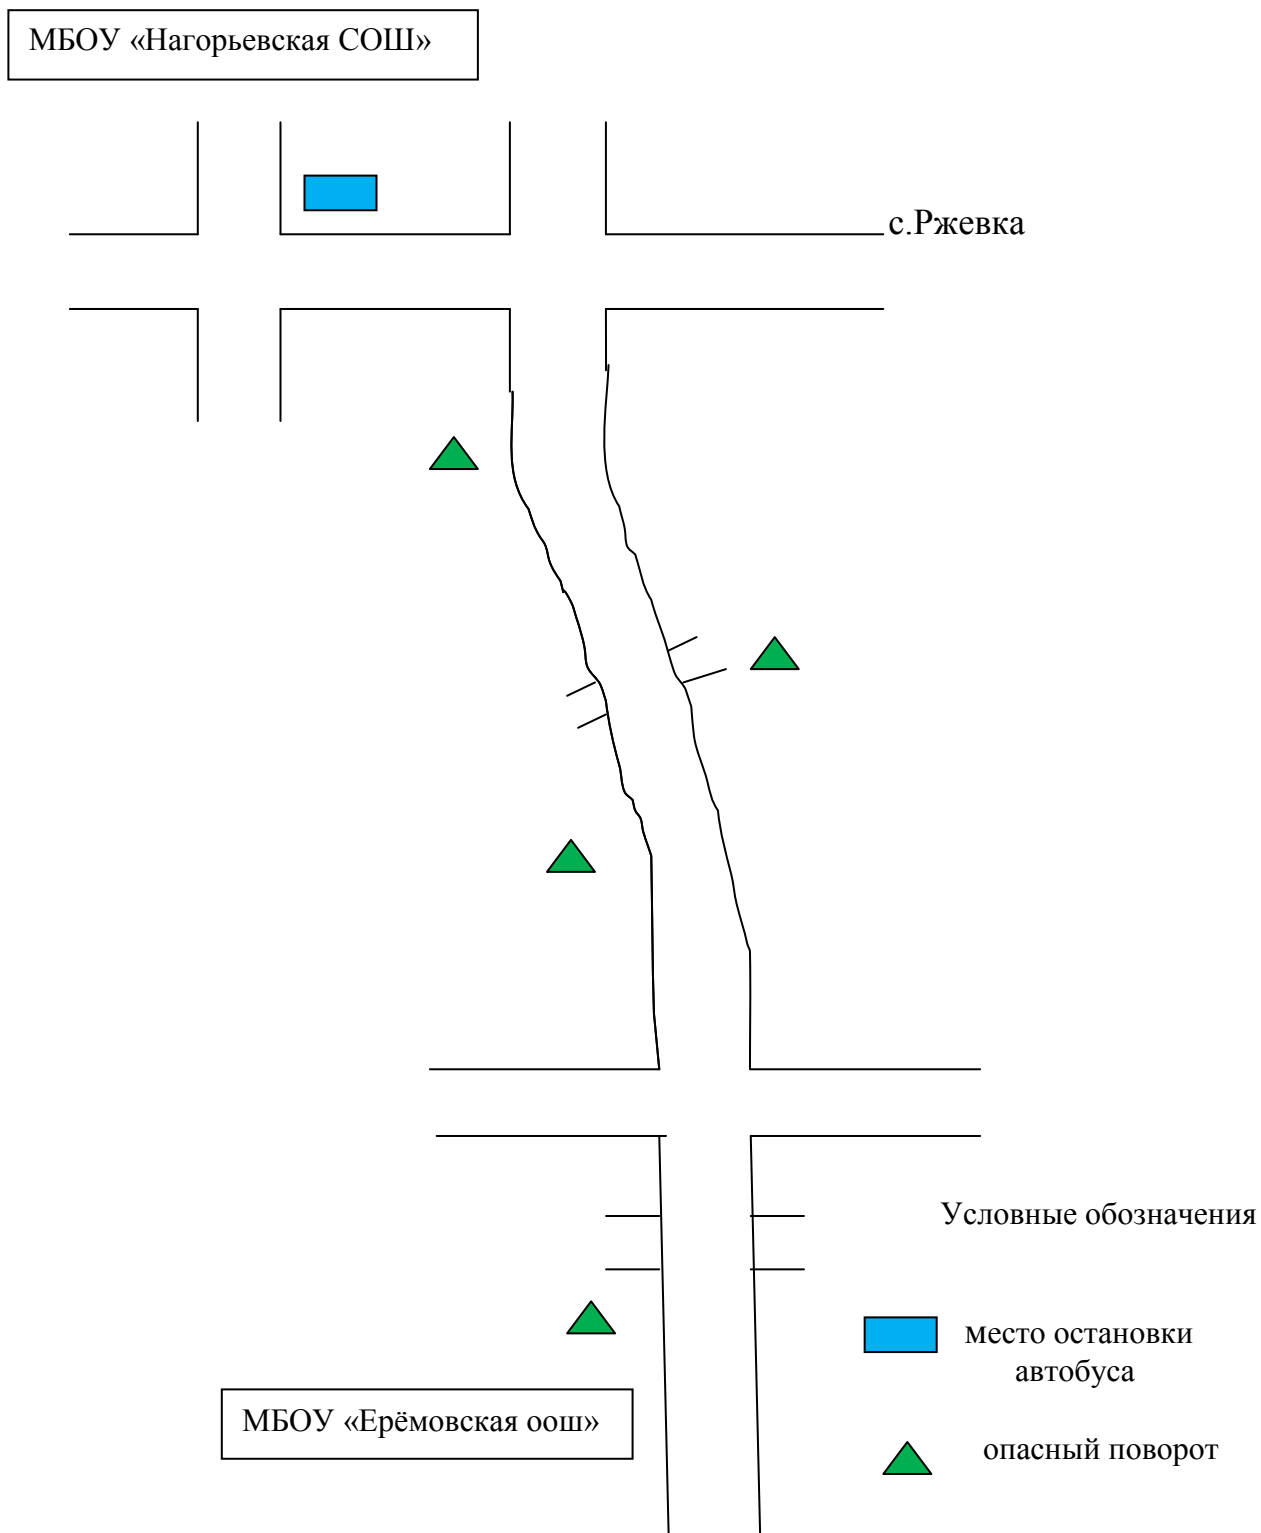 МБОУ «Нагорьевская СОШ»
с.Ржевка
Условные обозначения
место остановки
автобуса
МБОУ «Ерёмовская оош»
опасный поворот